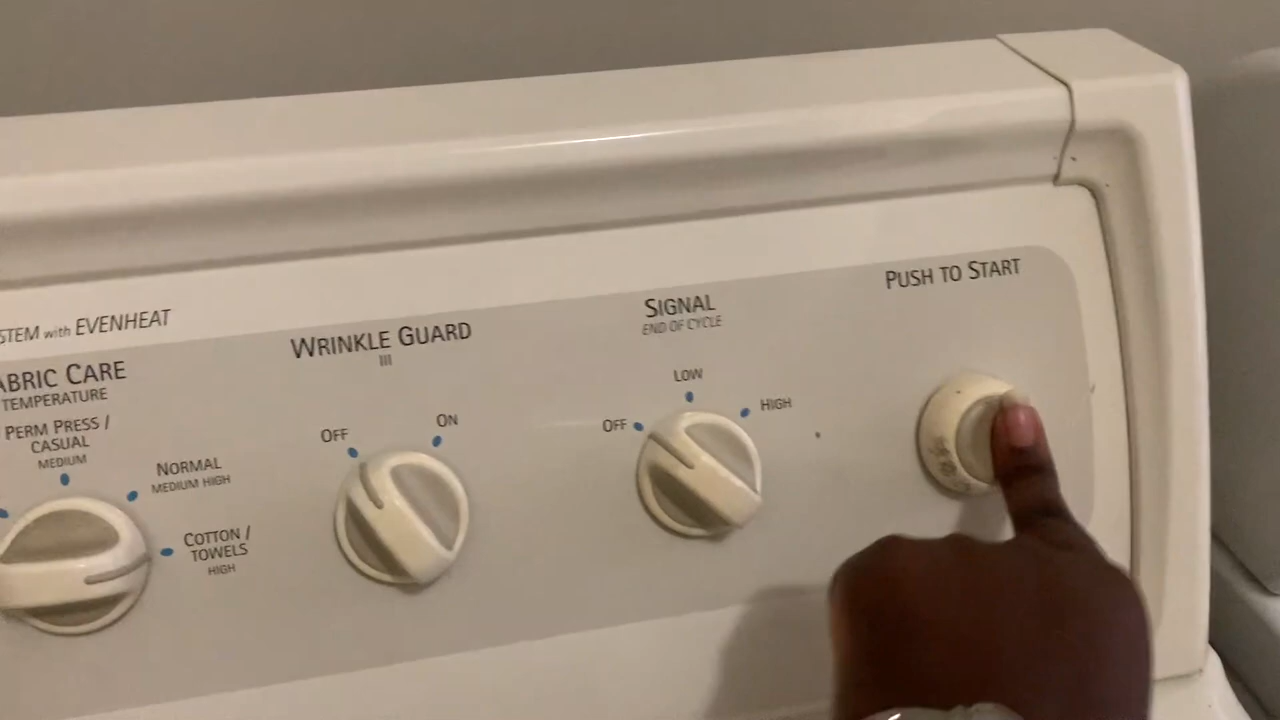 STEM with EVENHEAT
ABRIC CARE
TEMPERATURE
PERM PRESS /
CASUAL
MEDIUM
NORMAL
MEDIUM HIGH
COTTON /
TOWELS
HIGH
WRINKLE GUARD
III
OFF
ON
SIGNAL
END OF CYCLE
OFF
LOW
HIGH
PUSH TO START